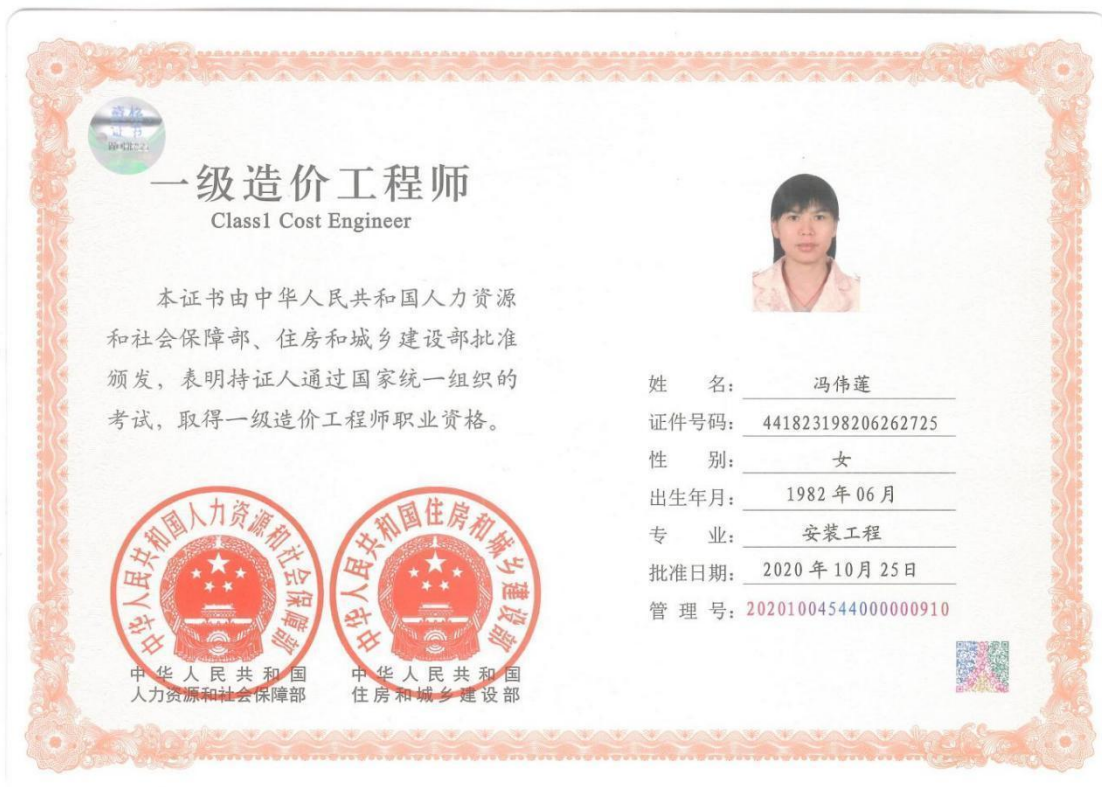 资格
证书
一级造价工程师
Class1 Cost Engineer
本证书由中华人民共和国人力资源
和社会保障部、住房和城乡建设部批准
颁发，表明持证人通过国家统一组织的
考试，取得一级造价工程师职业资格。
姓 名： 冯伟莲
证件号码： 441823198206262725
性 别： 女
出生年月： 1982 年 06 月
专 业： 安装工程
批准日期： 2020 年 10 月 25 日
管 理 号： 20201004544000000910
中华人民共和国人力资源和社会保障部
中华人民共和国住房和城乡建设部
中华人民共和国
人力资源和社会保障部
中华人民共和国
住房和城乡建设部